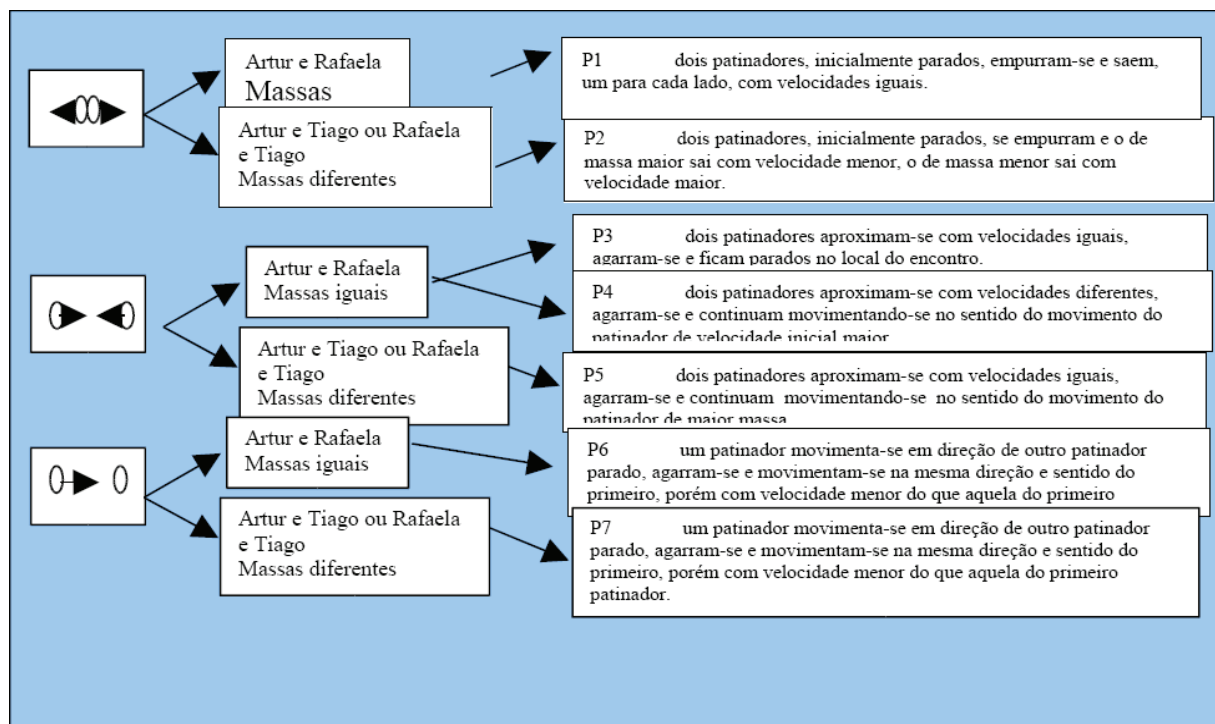 Artur e Rafaela
Massas
P1 dois patinadores, inicialmente parados, empurram-se e saem,
um para cada lado, com velocidades iguais.
Artur e Tiago ou Rafaela
e Tiago
Massas diferentes
P2 dois patinadores, inicialmente parados, se empurram e o de
massa maior sai com velocidade menor, o de massa menor sai com
velocidade maior.
Artur e Rafaela
Massas iguais
P3 dois patinadores aproximam-se com velocidades iguais,
agarram-se e ficam parados no local do encontro.
P4 dois patinadores aproximam-se com velocidades diferentes,
agarram-se e continuam movimentando-se no sentido do movimento do
patinador de velocidade inicial maior
Artur e Tiago ou Rafaela
e Tiago
Massas diferentes
P5 dois patinadores aproximam-se com velocidades iguais,
agarram-se e continuam movimentando-se no sentido do movimento do
patinador de maior massa
Artur e Rafaela
Massas iguais
P6 um patinador movimenta-se em direção de outro patinador
parado, agarram-se e movimentam-se na mesma direção e sentido do
primeiro, porém com velocidade menor do que aquela do primeiro
Artur e Tiago ou Rafaela
e Tiago
Massas diferentes
P7 um patinador movimenta-se em direção de outro patinador
parado, agarram-se e movimentam-se na mesma direção e sentido do
primeiro, porém com velocidade menor do que aquela do primeiro
patinador.